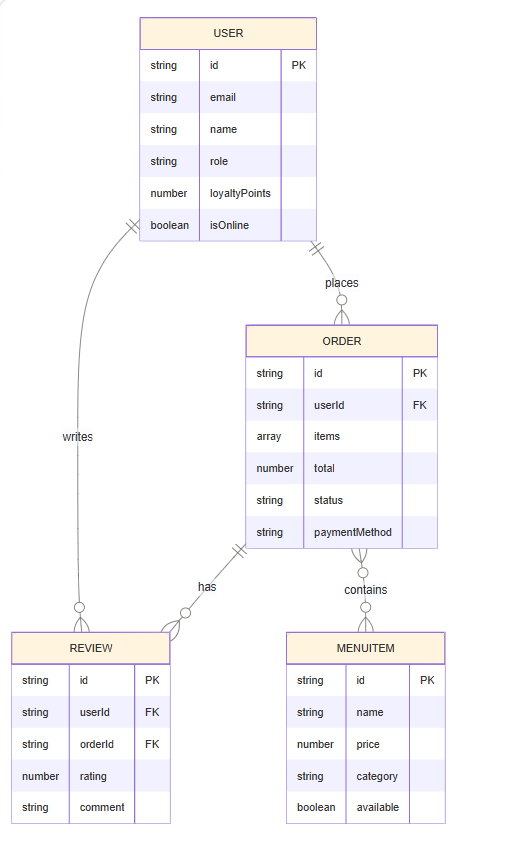 USER
string id PK
string email
string name
string role
number loyaltyPoints
boolean isOnline
places
ORDER
string id PK
string userId FK
array items
number total
string status
string paymentMethod
writes
has
contains
REVIEW
string id PK
string userId FK
string orderId FK
number rating
string comment
MENUITEM
string id PK
string name
number price
string category
boolean available